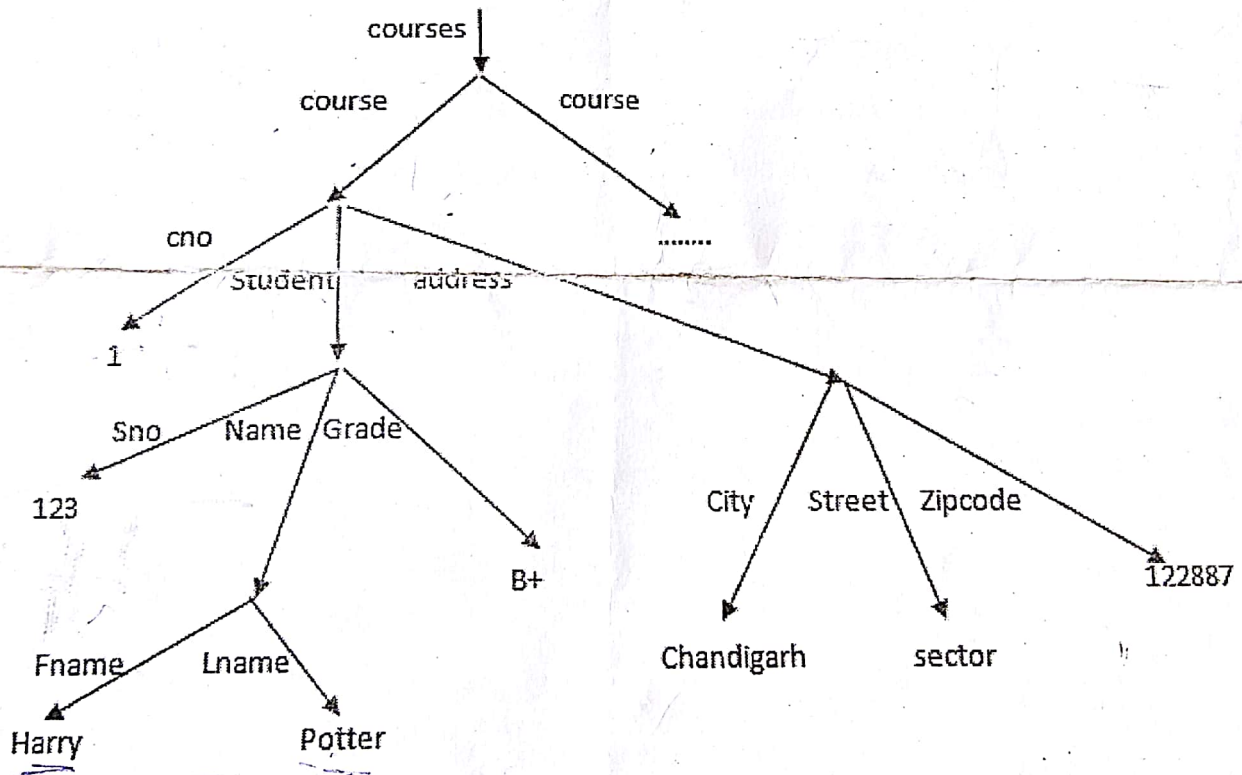 courses
course course
cno
........
Student address
1
Sno Name Grade
123
City Street Zipcode
B+
122887
Fname Lname
Chandigarh sector
Harry Potter